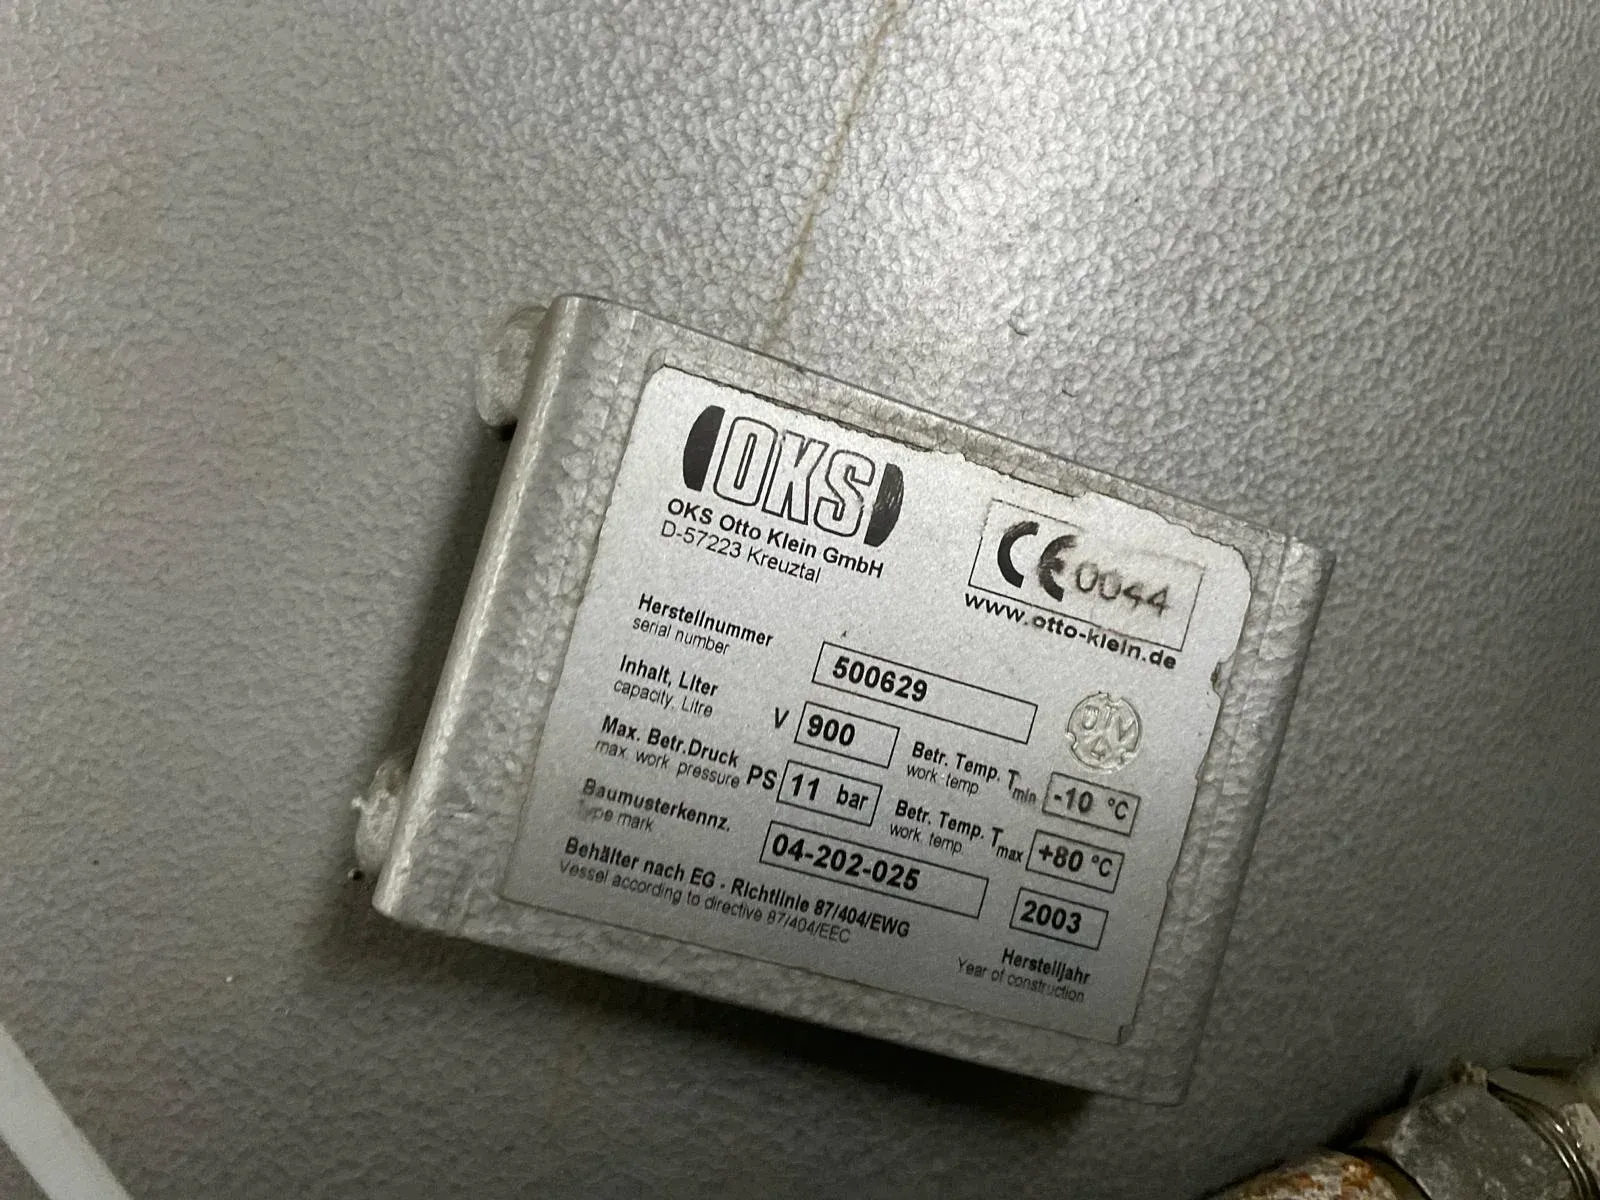 OKS
OKS Otto Klein GmbH
D-57223 Kreuztal
CE 0044
www.otto-klein.de
Herstellnummer
serial number
500629
Inhalt, Liter
capacity, Litre
V 900
Betr. Temp. Tmin -10 °C
work temp.
Max. Betr.Druck
max. work pressure
PS 11 bar
Betr. Temp. Tmax +80 °C
work. temp.
Baumusterkennz.
Type mark
04-202-025
2003
Herstelljahr
Year of construction
Behälter nach EG - Richtlinie 87/404/EWG
Vessel according to directive 87/404/EEC